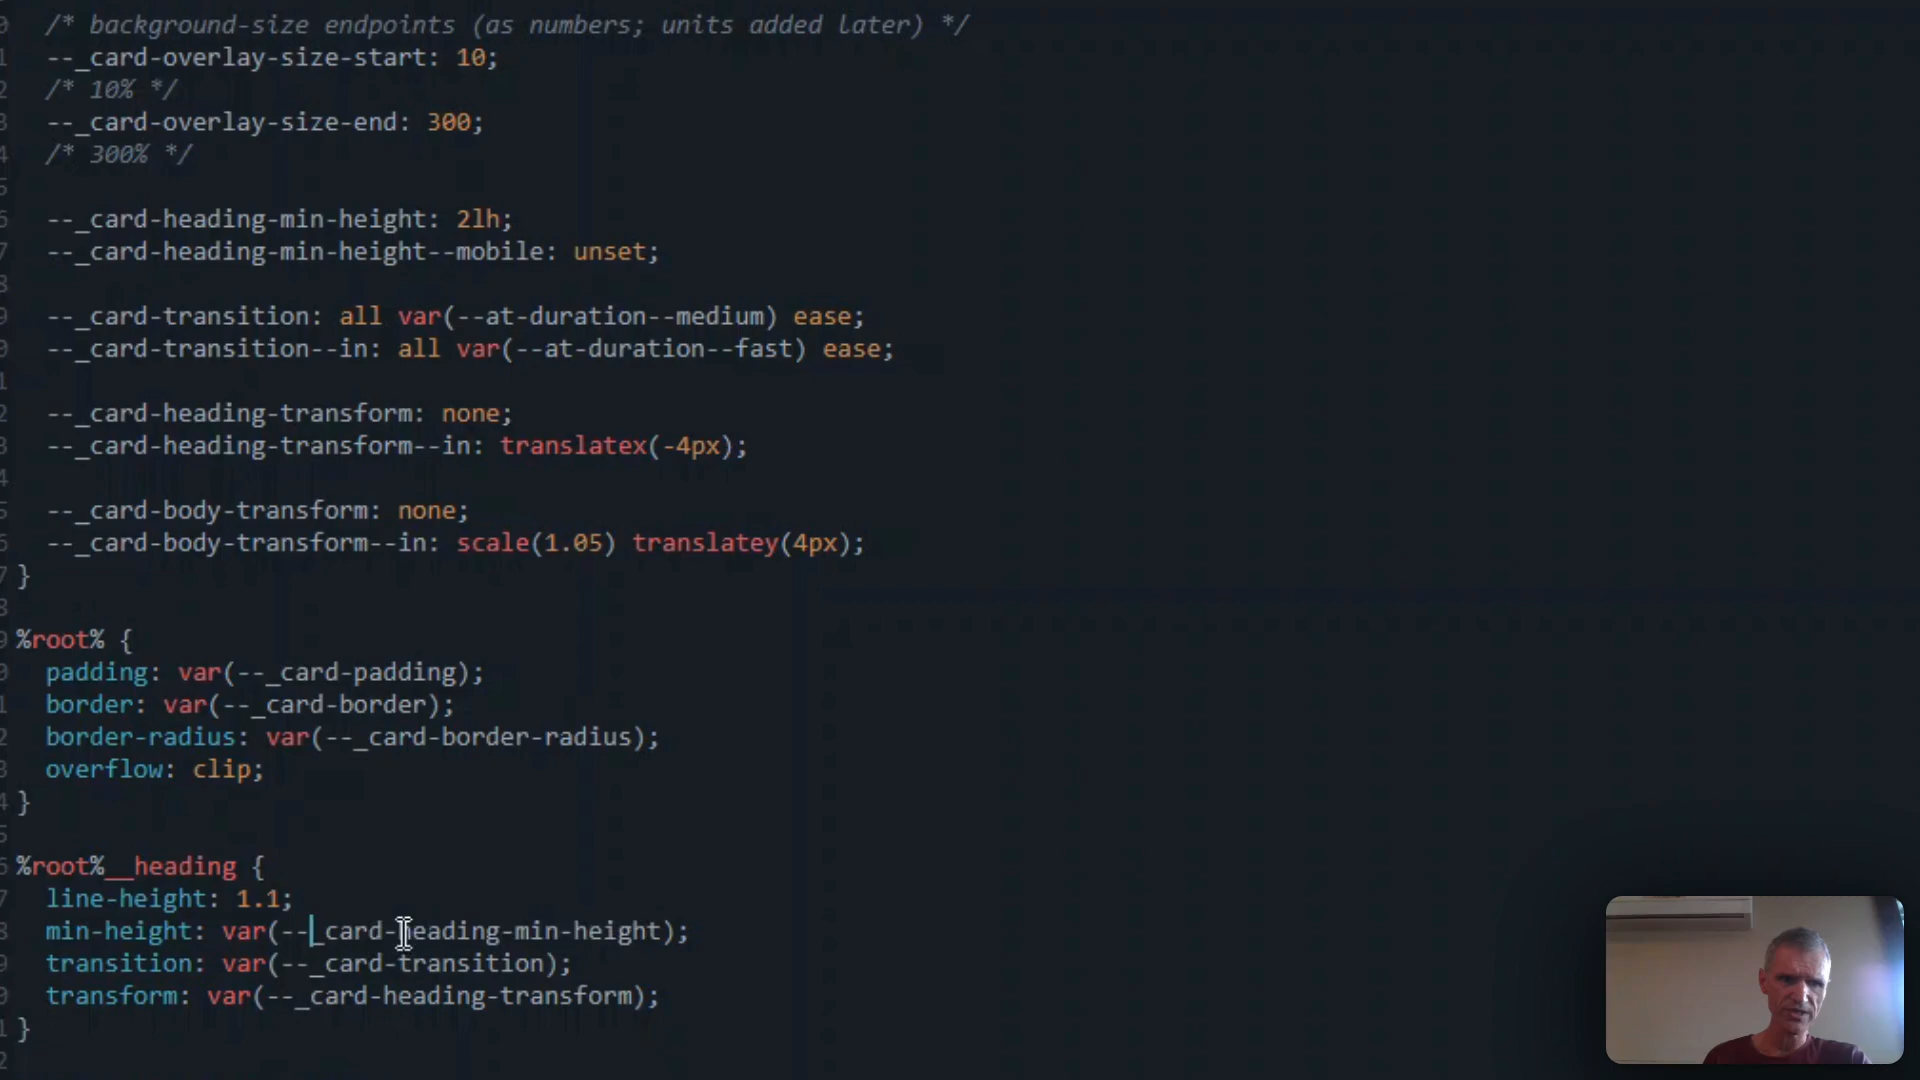 /* background-size endpoints (as numbers; units added later) */
--_card-overlay-size-start: 10;
/* 10% */
--_card-overlay-size-end: 300;
/* 300% */
--_card-heading-min-height: 2lh;
--_card-heading-min-height--mobile: unset;
--_card-transition: all var(--at-duration--medium) ease;
--_card-transition--in: all var(--at-duration--fast) ease;
--_card-heading-transform: none;
--_card-heading-transform--in: translatex(-4px);
--_card-body-transform: none;
--_card-body-transform--in: scale(1.05) translatey(4px);
}
%root% {
padding: var(--_card-padding);
border: var(--_card-border);
border-radius: var(--_card-border-radius);
overflow: clip;
}
%root%__heading {
line-height: 1.1;
min-height: var(--_card-heading-min-height);
transition: var(--_card-transition);
transform: var(--_card-heading-transform);
}